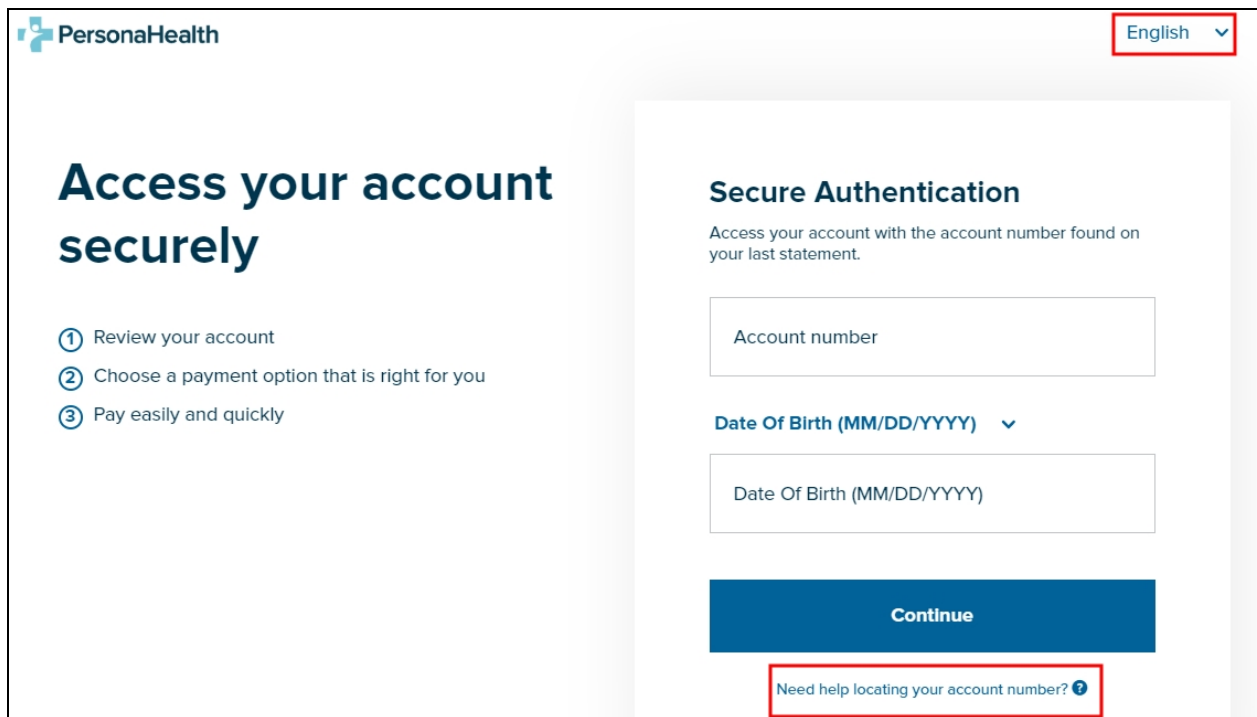 PersonaHealth
English
Access your account
securely
1 Review your account
2 Choose a payment option that is right for you
3 Pay easily and quickly
Secure Authentication
Access your account with the account number found on
your last statement.
Account number
Date Of Birth (MM/DD/YYYY)
Date Of Birth (MM/DD/YYYY)
Continue
Need help locating your account number? ?